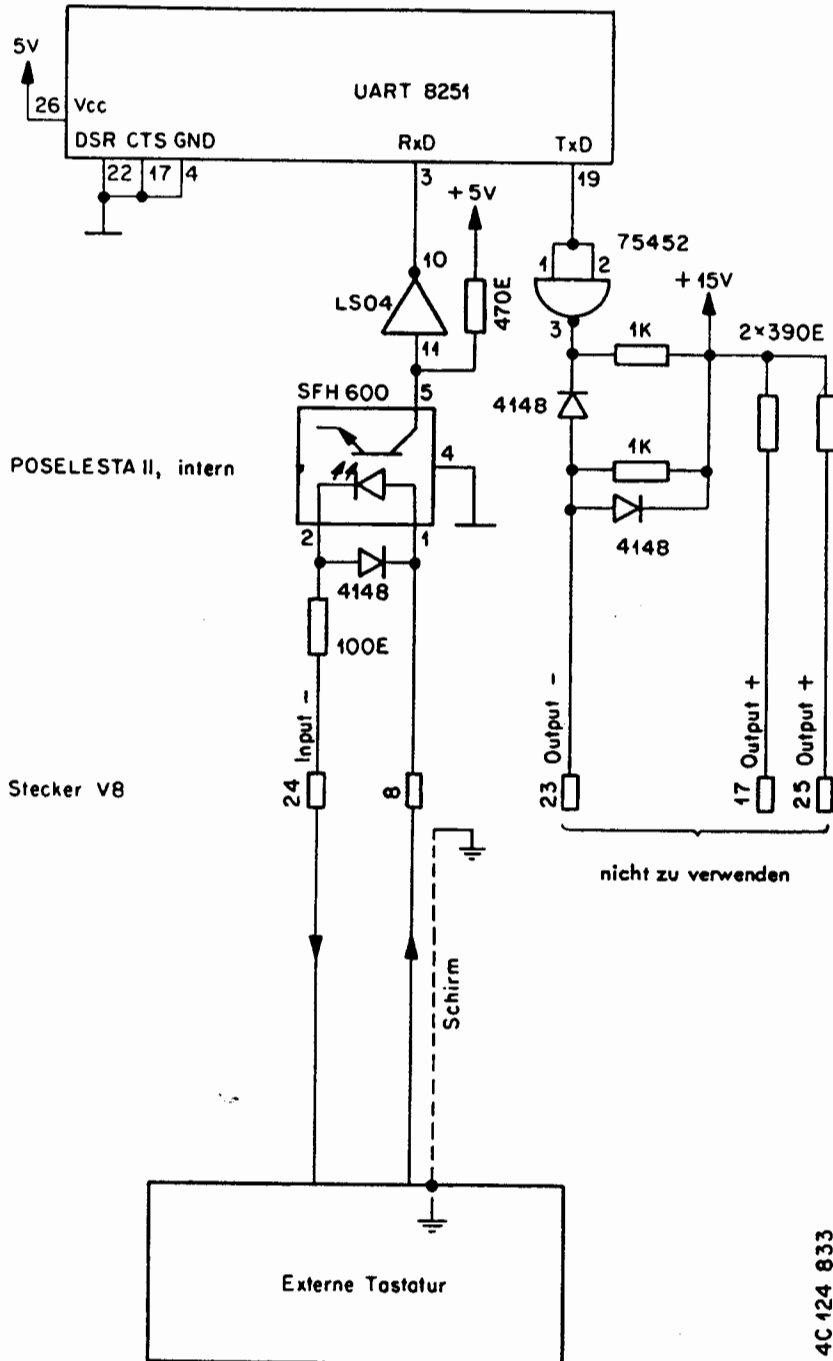 5V
UART 8251
26 Vcc
DSR CTS GND
RxD
TxD
22 17 4
3
19
+5V
10
75452
1 2
LS04
470E
+15V
3
1K
2×390E
11
SFH 600
5
4148
1K
POSELESTA II, intern
4
2
1
4148
4148
100E
Input -
Output -
Output +
Output +
Stecker V8
24
8
23
17
25
nicht zu verwenden
Schirm
Externe Tastatur
4C 124 833